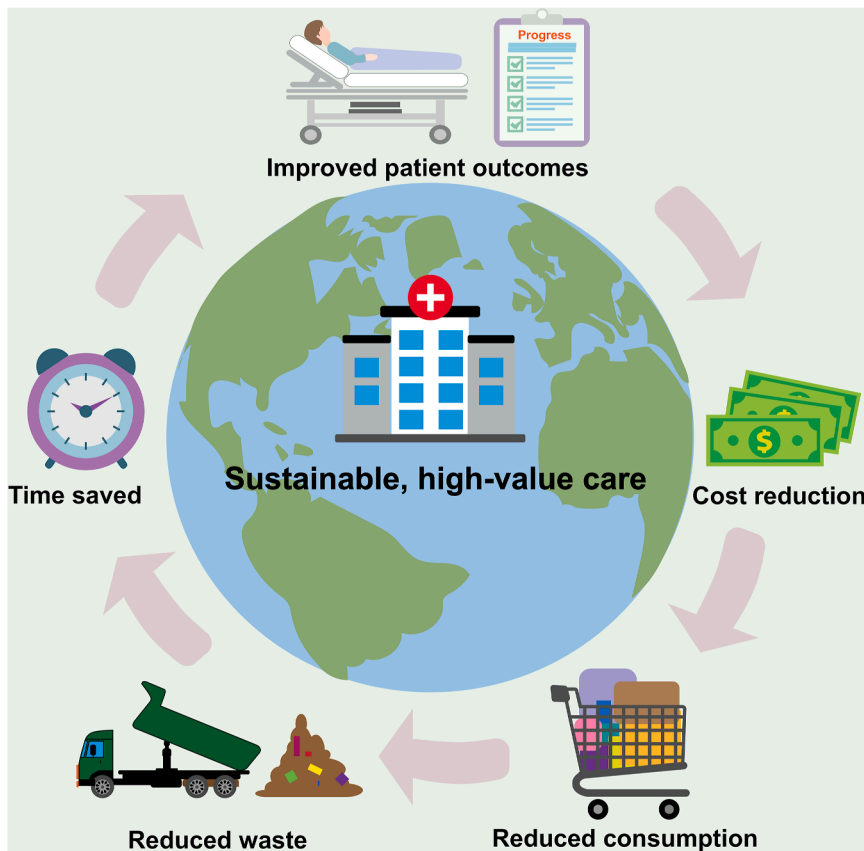 Progress
Improved patient outcomes
$
$
Sustainable, high-value care
Time saved
Cost reduction
Reduced waste
Reduced consumption